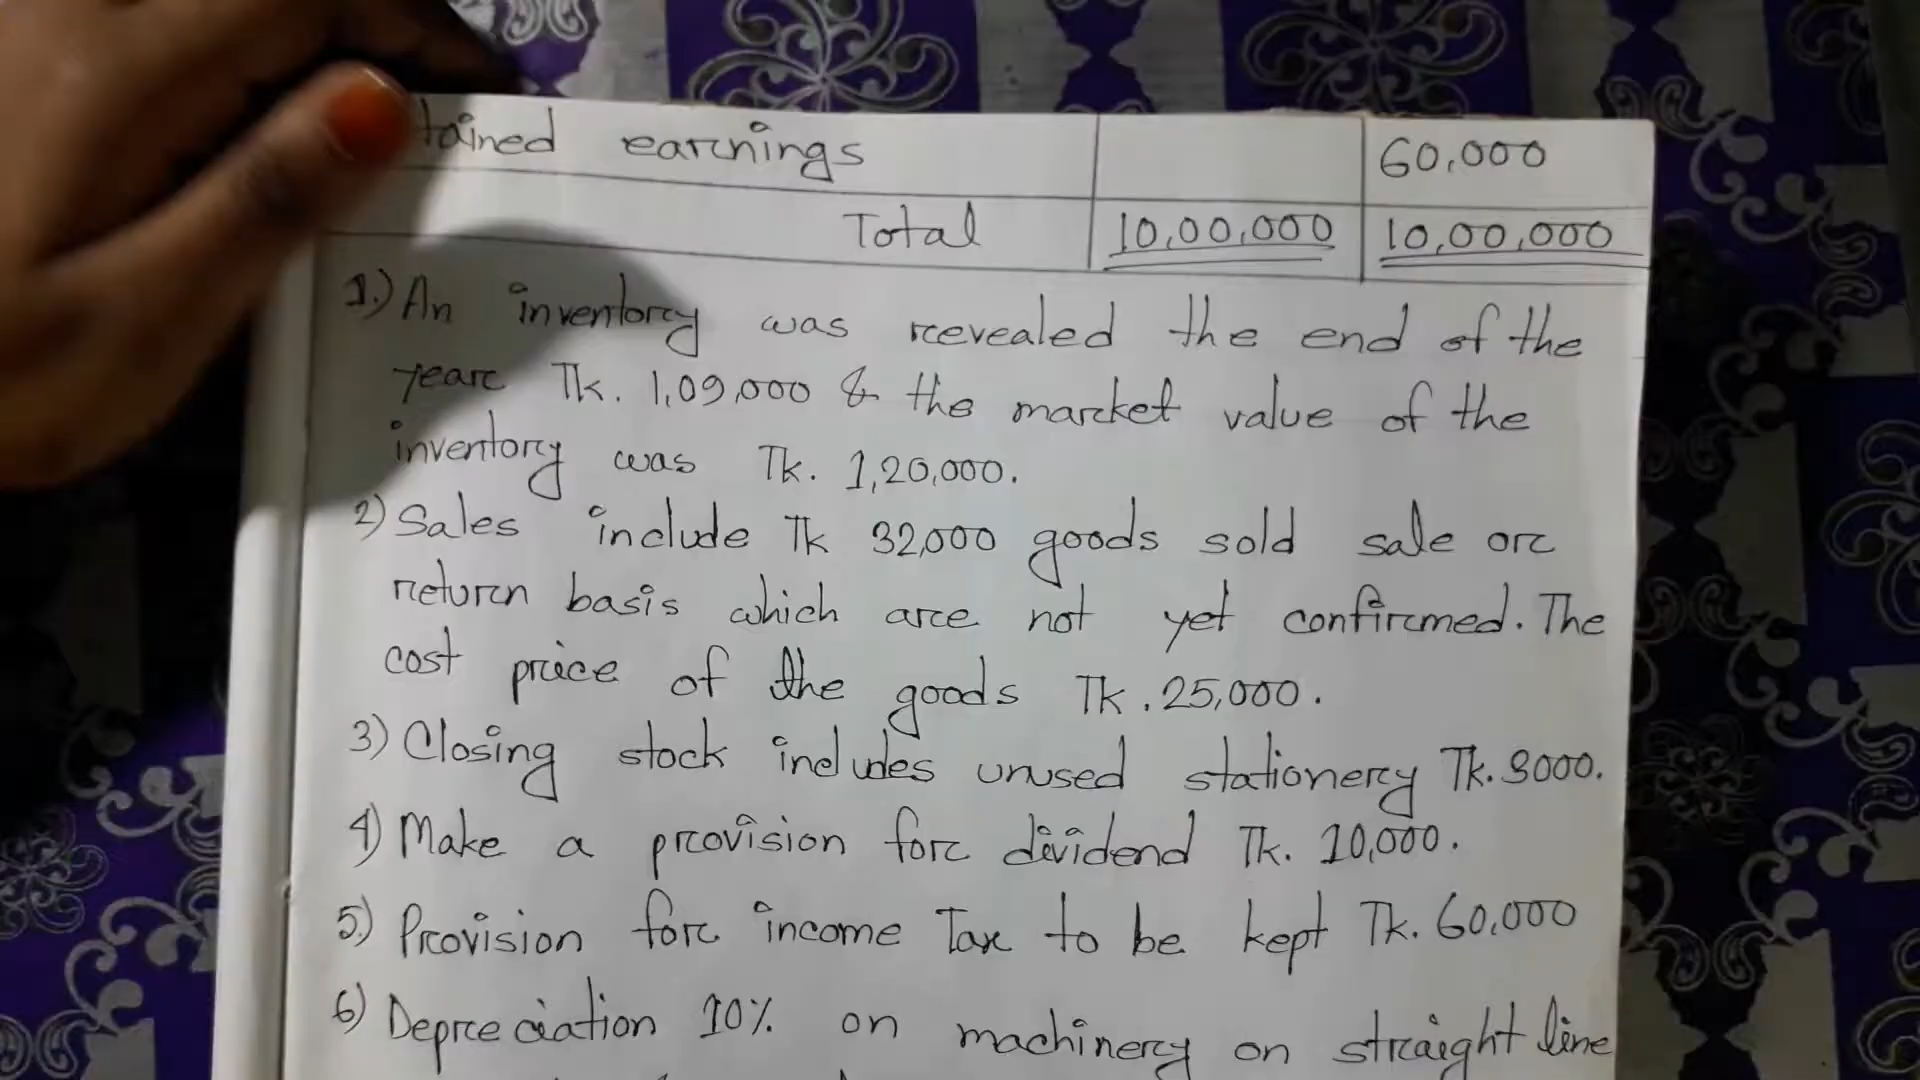 tained earnings 60,000
Total 10,00,000 10,00,000
1.) An inventory was revealed the end of the
year Tk. 1,09,000 & the market value of the
inventory was Tk. 1,20,000.
2) Sales include Tk 32,000 goods sold sale or
return basis which are not yet confirmed. The
cost price of the goods Tk. 25,000.
3) Closing stock includes unused stationery Tk. 3000.
4) Make a provision for dividend Tk. 10,000.
5) Provision for income Tax to be kept Tk. 60,000
6) Depreciation 10% on machinery on straight line